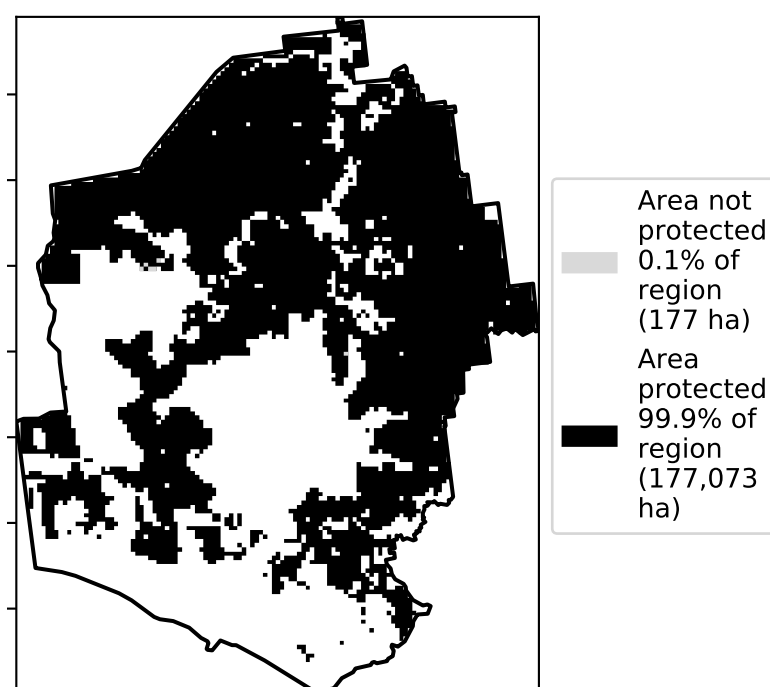 Area not
protected
0.1% of
region
(177 ha)
Area
protected
99.9% of
region
(177,073
ha)